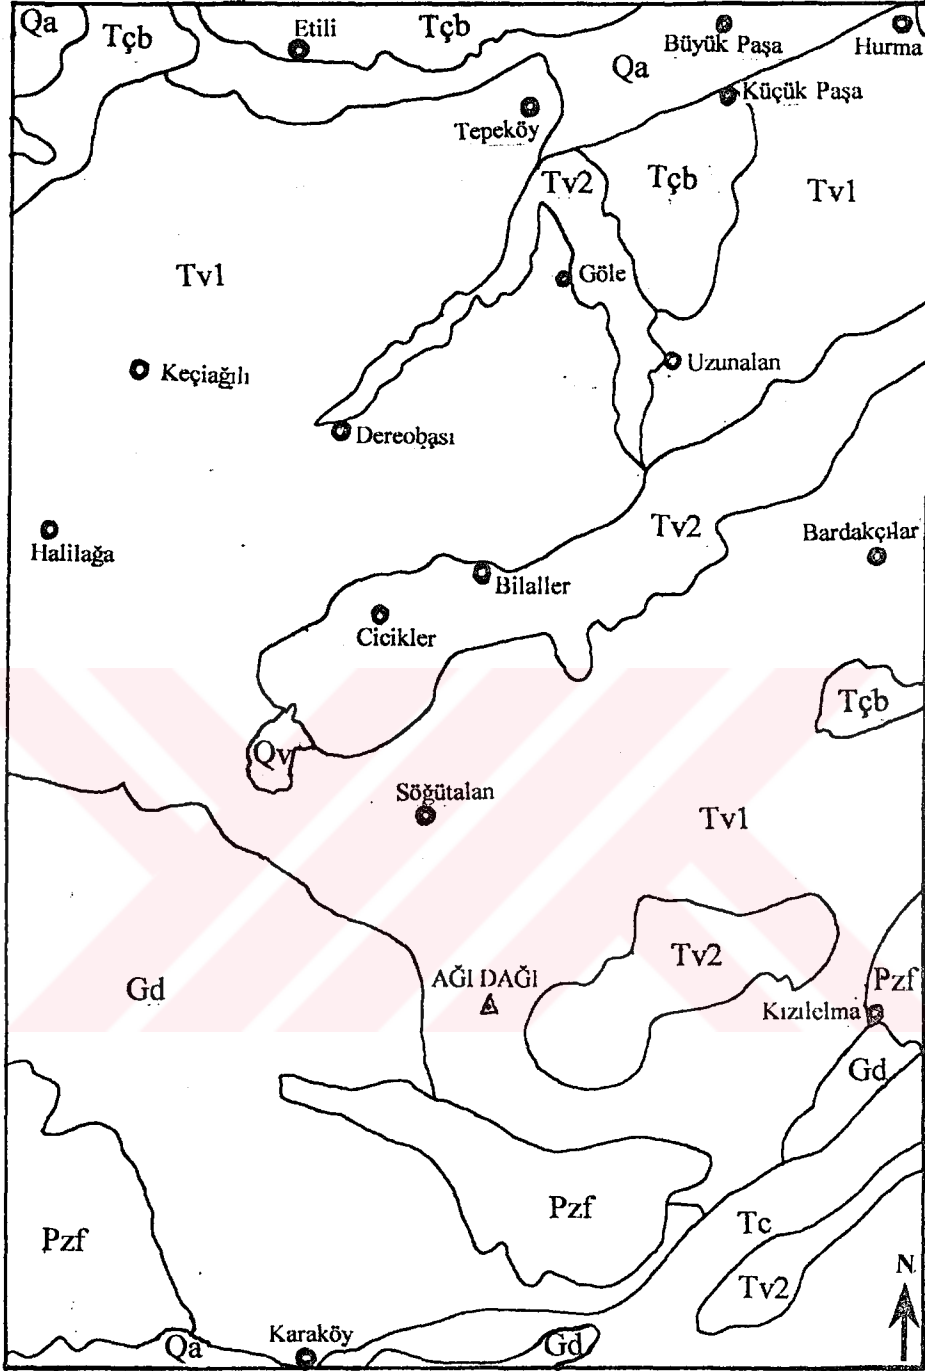 Qa
Tçb
Etili
Tçb
Büyük Paşa
Hurma
Qa
Küçük Paşa
Tepeköy
Tv2
Tçb
Tv1
Tv1
Göle
Keçiağılı
Uzunalan
Dereobaşı
Tv2
Bardakçılar
Halilağa
Bilaller
Cicikler
Tçb
Qv
Söğütalan
Tv1
Tv2
AĞI DAĞI
Pzf
Gd
Kızılelma
Gd
Pzf
Tc
Pzf
N
Tv2
Karaköy
Qa
Gd